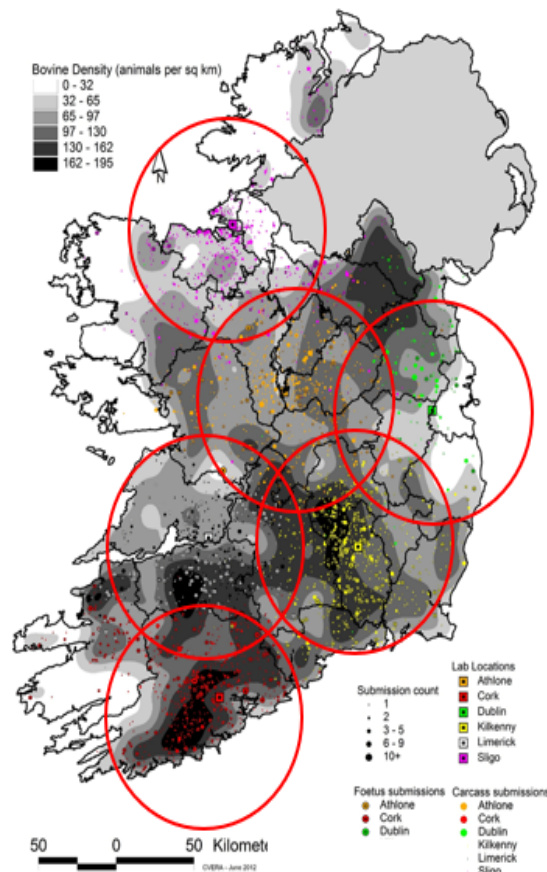 Bovine Density (animals per sq km)
0 - 32
32 - 65
65 - 97
97 - 130
130 - 162
162 - 195
N
Lab Locations
Athlone
Cork
Dublin
Kilkenny
Limerick
Sligo
Submission count
1
2
3 - 5
6 - 9
10+
Foetus submissions
Athlone
Cork
Dublin
Carcass submissions
Athlone
Cork
Dublin
Kilkenny
Limerick
Sligo
50 0 50 Kilomete
CVERA - June 2012